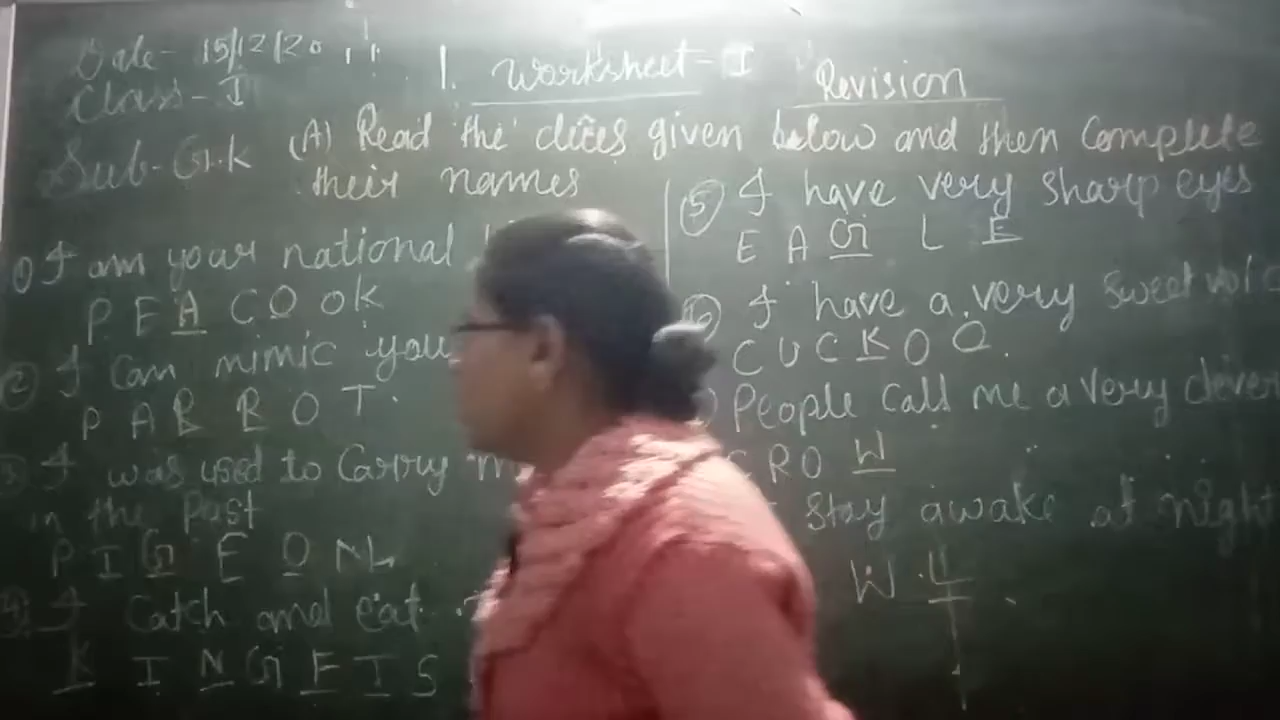 Date- 15/12/20
Class- I
Sub- G.K
1. Worksheet- I Revision
(A) Read the clues given below and then complete
their names
1) I am your national
P E A C O O K
2) I can mimic you
P A R R O T.
3) I was used to carry
in the past
P I G E O N
4) I catch and eat
K I N G F I S
5) I have very sharp eyes
E A G L E
6) I have a very sweet
C U C K O O.
People call me a very clever
C R O W
stay awake at night
W L